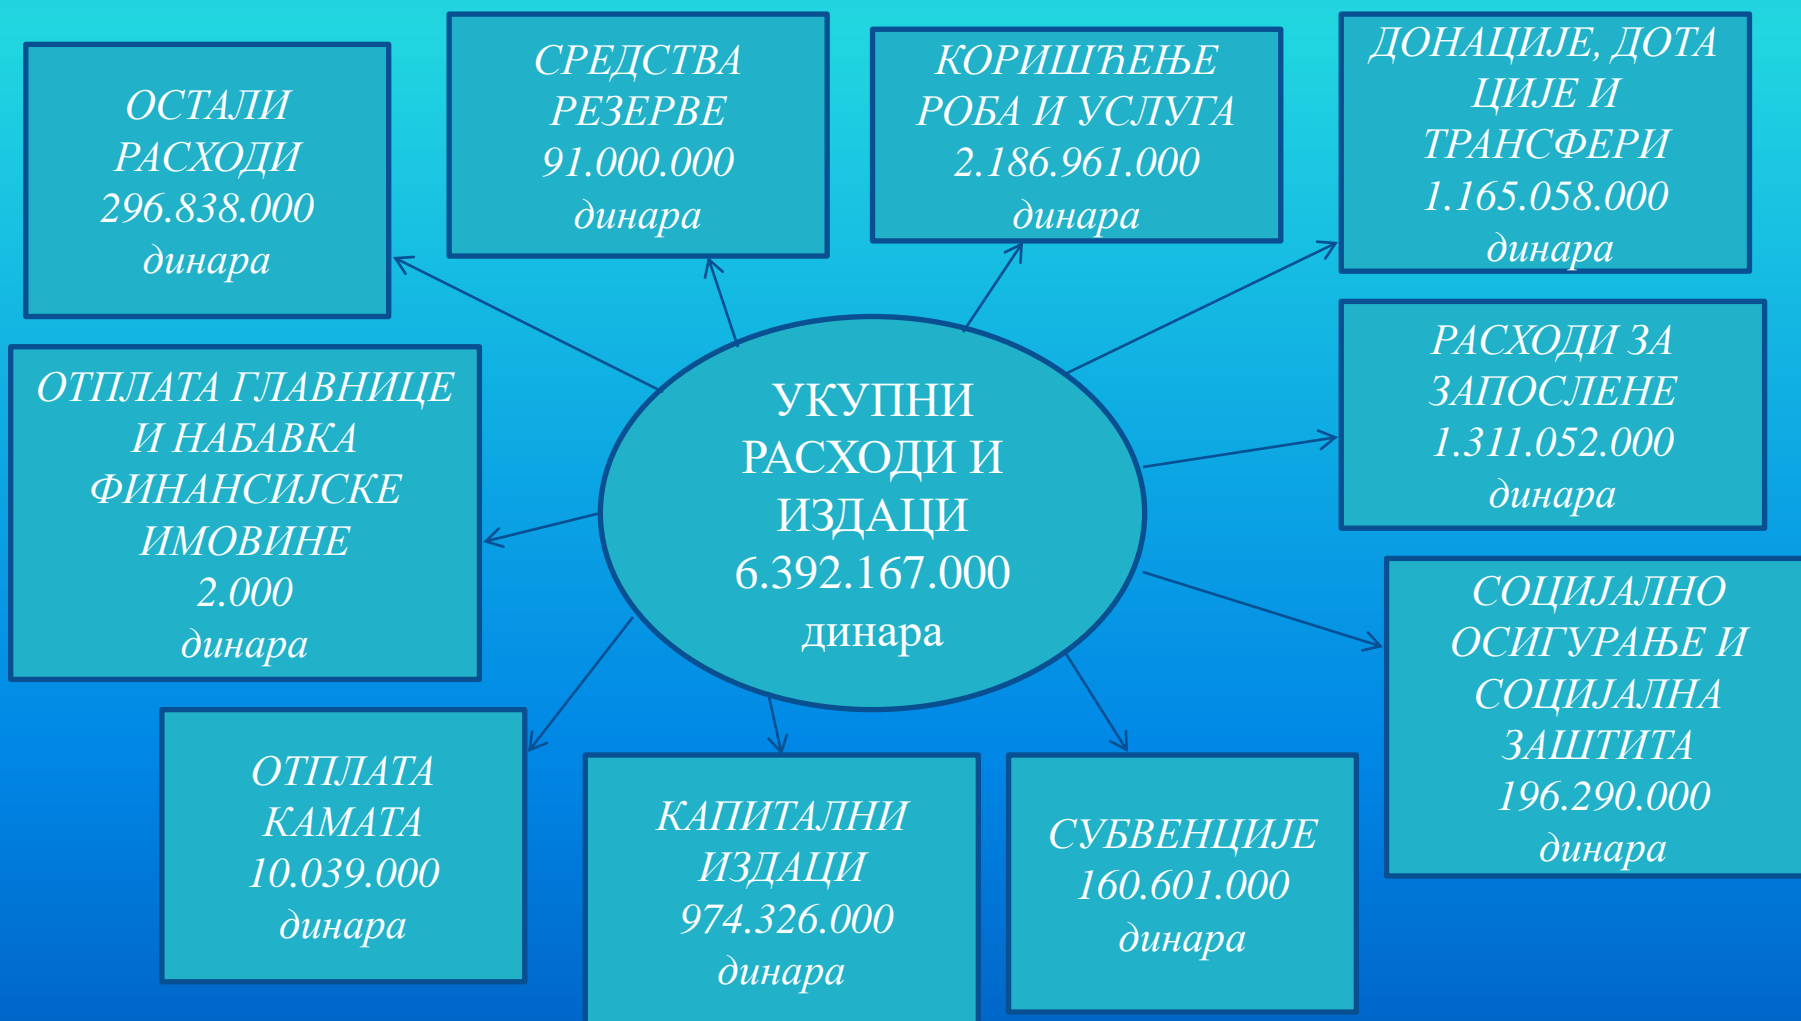 ОСТАЛИ
РАСХОДИ
296.838.000
динара
СРЕДСТВА
РЕЗЕРВЕ
91.000.000
динара
КОРИШЋЕЊЕ
РОБА И УСЛУГА
2.186.961.000
динара
ДОНАЦИЈЕ, ДОТА
ЦИЈЕ И
ТРАНСФЕРИ
1.165.058.000
динара
ОТПЛАТА ГЛАВНИЦЕ
И НАБАВКА
ФИНАНСИЈСКЕ
ИМОВИНЕ
2.000
динара
УКУПНИ
РАСХОДИ И
ИЗДАЦИ
6.392.167.000
динара
РАСХОДИ ЗА
ЗАПОСЛЕНЕ
1.311.052.000
динара
СОЦИЈАЛНО
ОСИГУРАЊЕ И
СОЦИЈАЛНА
ЗАШТИТА
196.290.000
динара
ОТПЛАТА
КАМАТА
10.039.000
динара
КАПИТАЛНИ
ИЗДАЦИ
974.326.000
динара
СУБВЕНЦИЈЕ
160.601.000
динара